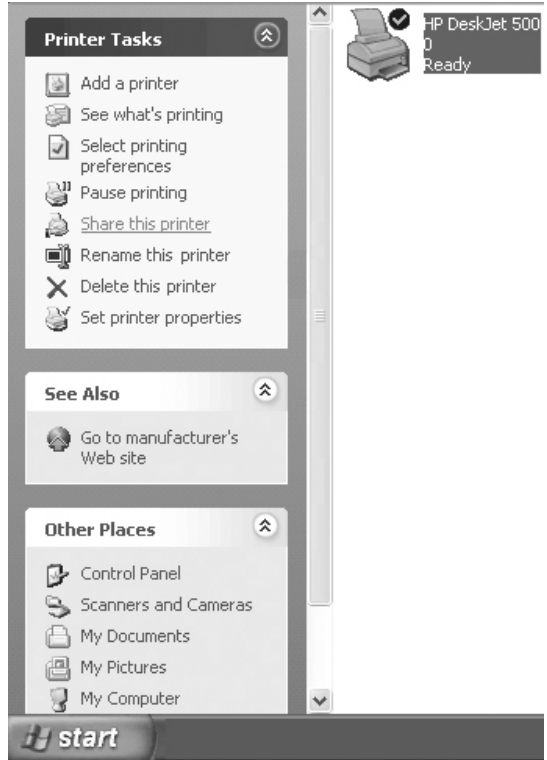 Printer Tasks
Add a printer
See what's printing
Select printing
preferences
Pause printing
Share this printer
Rename this printer
Delete this printer
Set printer properties
See Also
Go to manufacturer's
Web site
Other Places
Control Panel
Scanners and Cameras
My Documents
My Pictures
My Computer
HP DeskJet 500
0
Ready
start